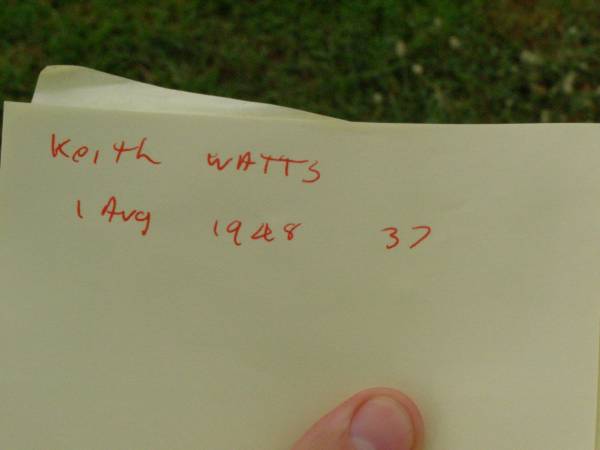 Keith WATTS
1 Aug 1948 37